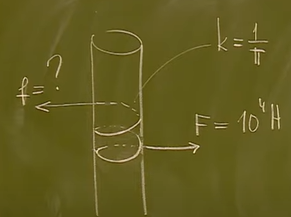 f = ?
k = 1/π
F = 10⁴ H